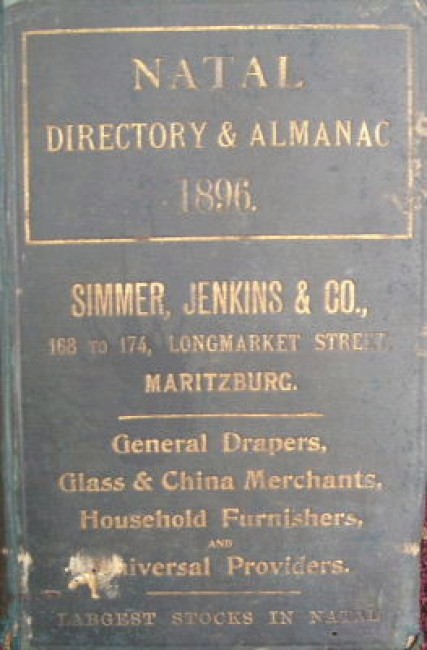 NATAL
DIRECTORY & ALMANAC
1896.
SIMMER, JENKINS & CO.,
168 TO 174, LONGMARKET STREET,
MARITZBURG.
General Drapers,
Glass & China Merchants,
Household Furnishers,
AND
Universal Providers.
LARGEST STOCKS IN NATAL